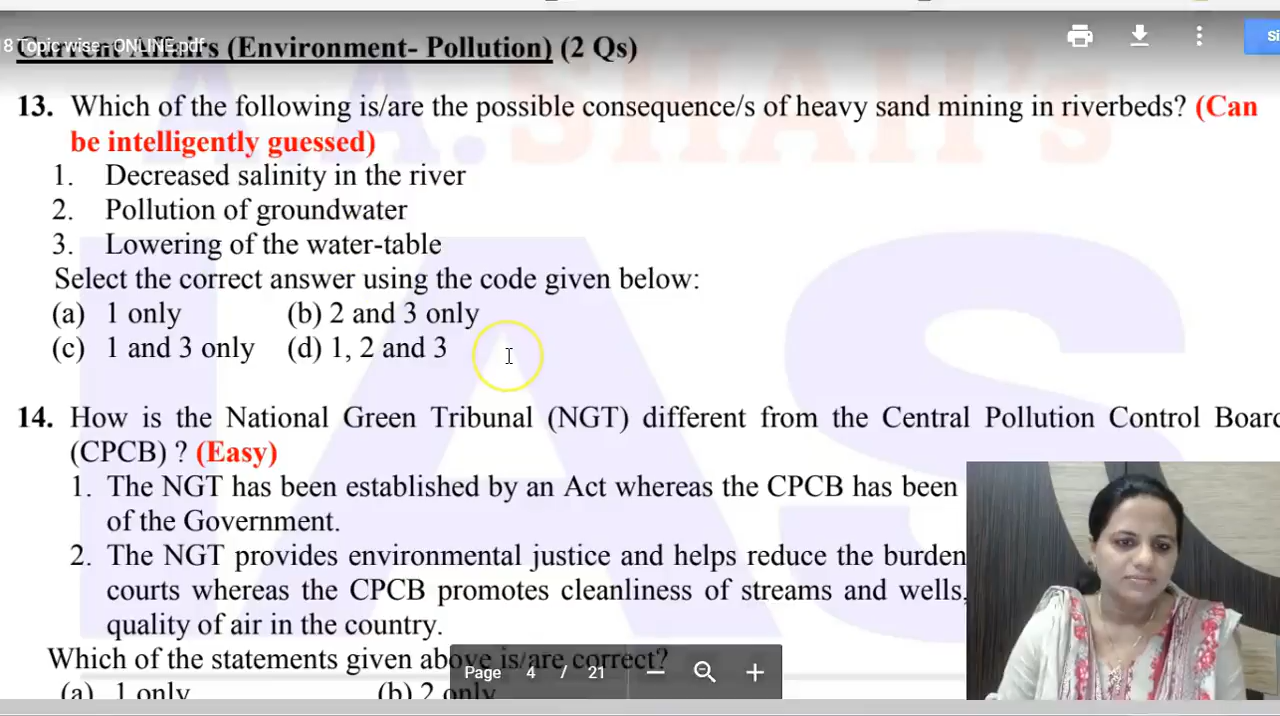 8 Topic wise - ONLINE.pdf
Current Affairs (Environment- Pollution) (2 Qs)
A.A.SHAH's
13. Which of the following is/are the possible consequence/s of heavy sand mining in riverbeds? (Can
be intelligently guessed)
1. Decreased salinity in the river
2. Pollution of groundwater
3. Lowering of the water-table
Select the correct answer using the code given below:
(a) 1 only (b) 2 and 3 only
(c) 1 and 3 only (d) 1, 2 and 3
IAS
14. How is the National Green Tribunal (NGT) different from the Central Pollution Control Board
(CPCB) ? (Easy)
1. The NGT has been established by an Act whereas the CPCB has been
of the Government.
2. The NGT provides environmental justice and helps reduce the burden
courts whereas the CPCB promotes cleanliness of streams and wells,
quality of air in the country.
Which of the statements given above is/are correct?
(a) 1 only (b) 2 only
Page 4 / 21